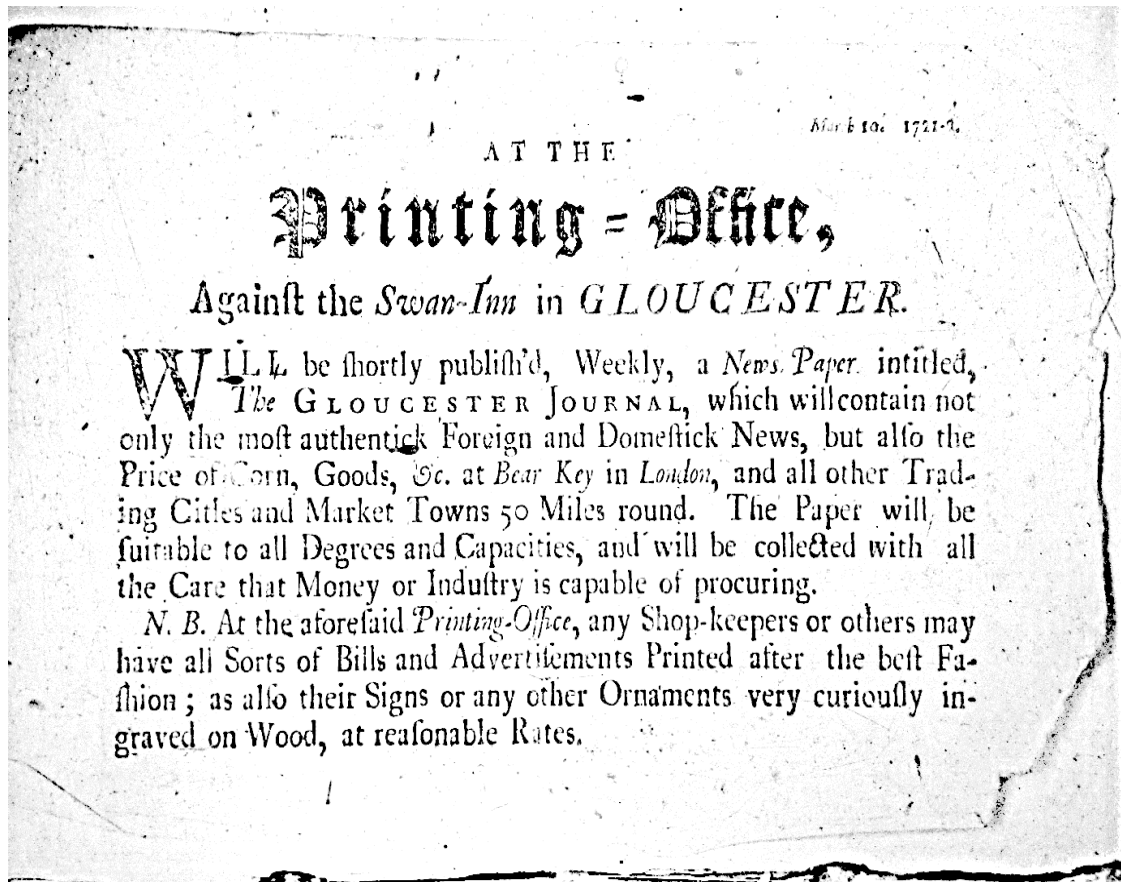 March 10. 1721-2.
AT THE
Printing-Office,
Againſt the Swan-Inn in GLOUCESTER.
WILL be ſhortly publiſh'd, Weekly, a News-Paper intitled,
The GLOUCESTER JOURNAL, which will contain not
only the moſt authentick Foreign and Domeſtick News, but alſo the
Price of Corn, Goods, &c. at Bear Key in London, and all other Trad-
ing Cities and Market Towns 50 Miles round. The Paper will be
ſuitable to all Degrees and Capacities, and will be collected with all
the Care that Money or Induſtry is capable of procuring.
N. B. At the aforeſaid Printing-Office, any Shop-keepers or others may
have all Sorts of Bills and Advertiſements Printed after the beſt Fa-
ſhion; as alſo their Signs or any other Ornaments very curiouſly in-
graved on Wood, at reaſonable Rates.